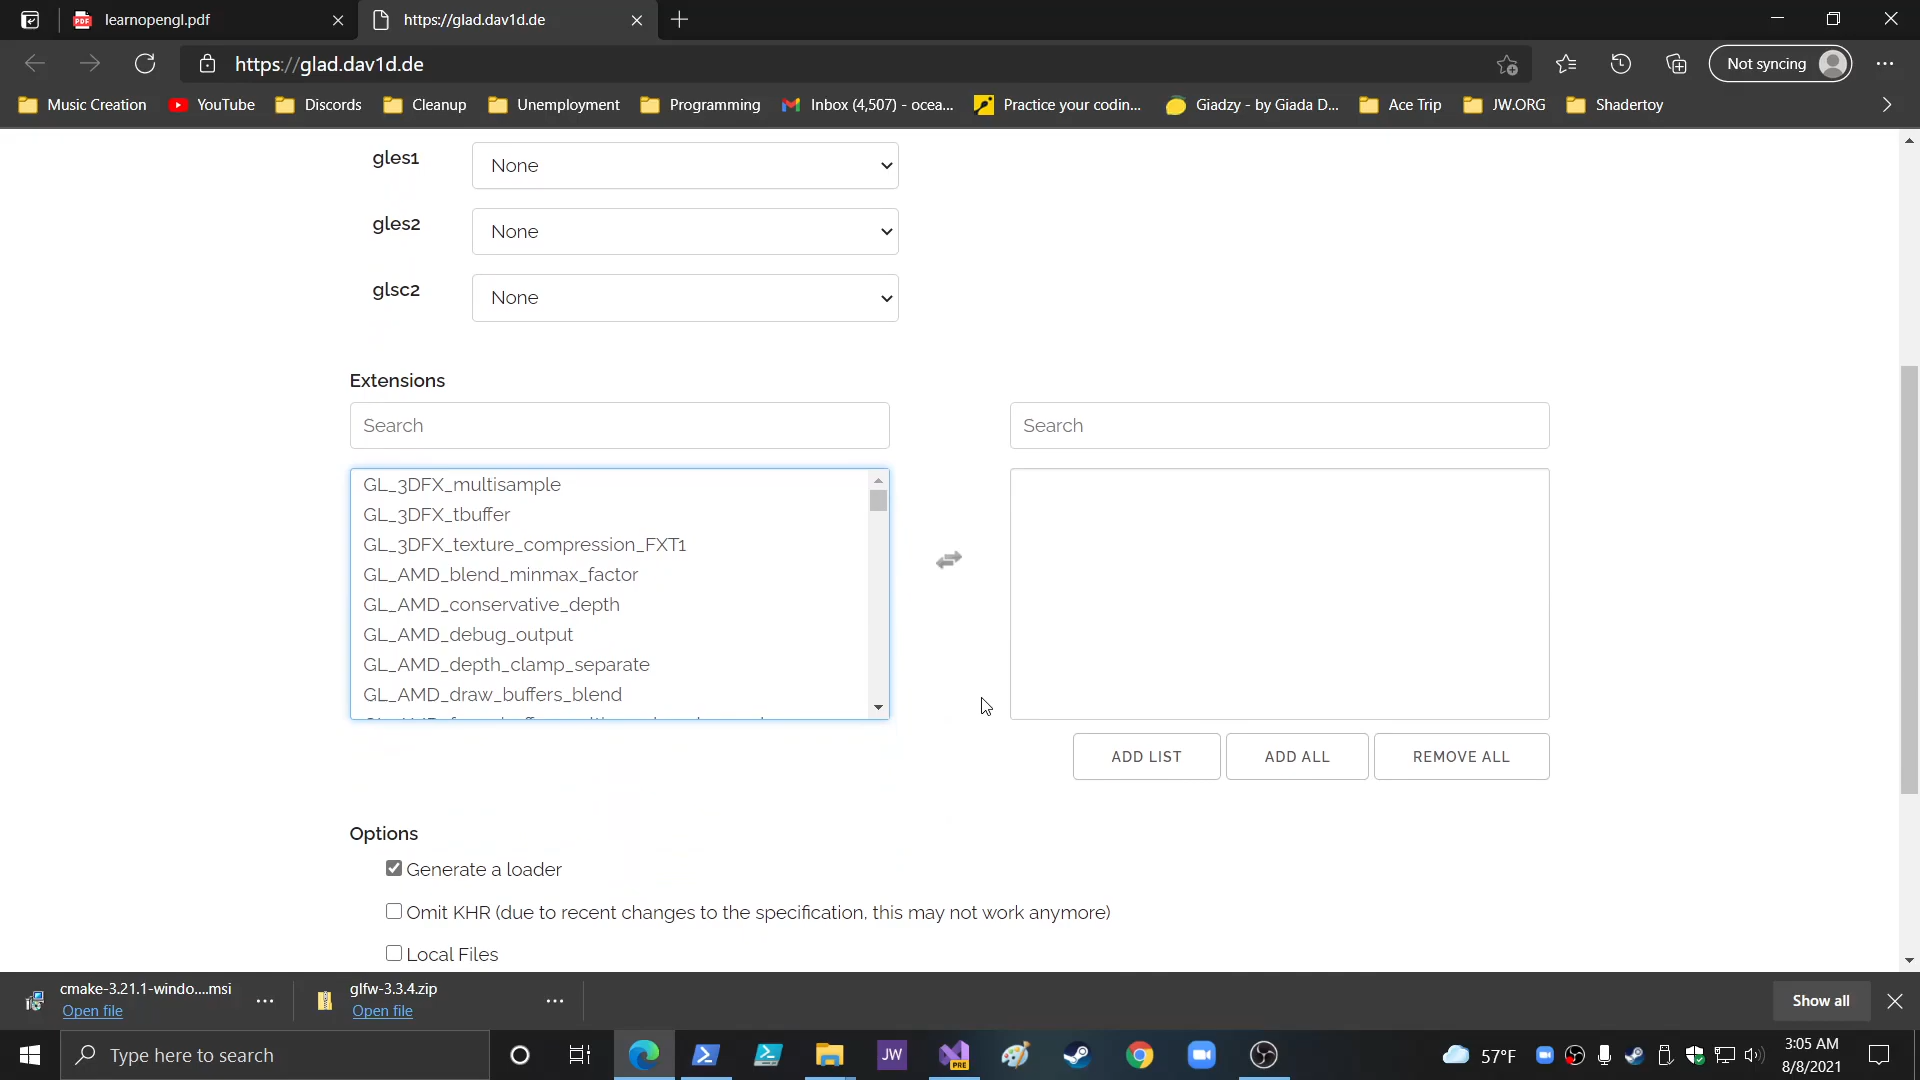 learnopengl.pdf
https://glad.dav1d.de
https://glad.dav1d.de
Not syncing
Music Creation
YouTube
Discords
Cleanup
Unemployment
Programming
Inbox (4,507) - ocea...
Practice your codin...
Giadzy - by Giada D...
Ace Trip
JW.ORG
Shadertoy
gles1
None
gles2
None
glsc2
None
Extensions
Search
Search
GL_3DFX_multisample
GL_3DFX_tbuffer
GL_3DFX_texture_compression_FXT1
GL_AMD_blend_minmax_factor
GL_AMD_conservative_depth
GL_AMD_debug_output
GL_AMD_depth_clamp_separate
GL_AMD_draw_buffers_blend
ADD LIST
ADD ALL
REMOVE ALL
Options
Generate a loader
Omit KHR (due to recent changes to the specification, this may not work anymore)
Local Files
cmake-3.21.1-windo....msi
Open file
glfw-3.3.4.zip
Open file
Show all
Type here to search
JW
PRE
57°F
3:05 AM
8/8/2021